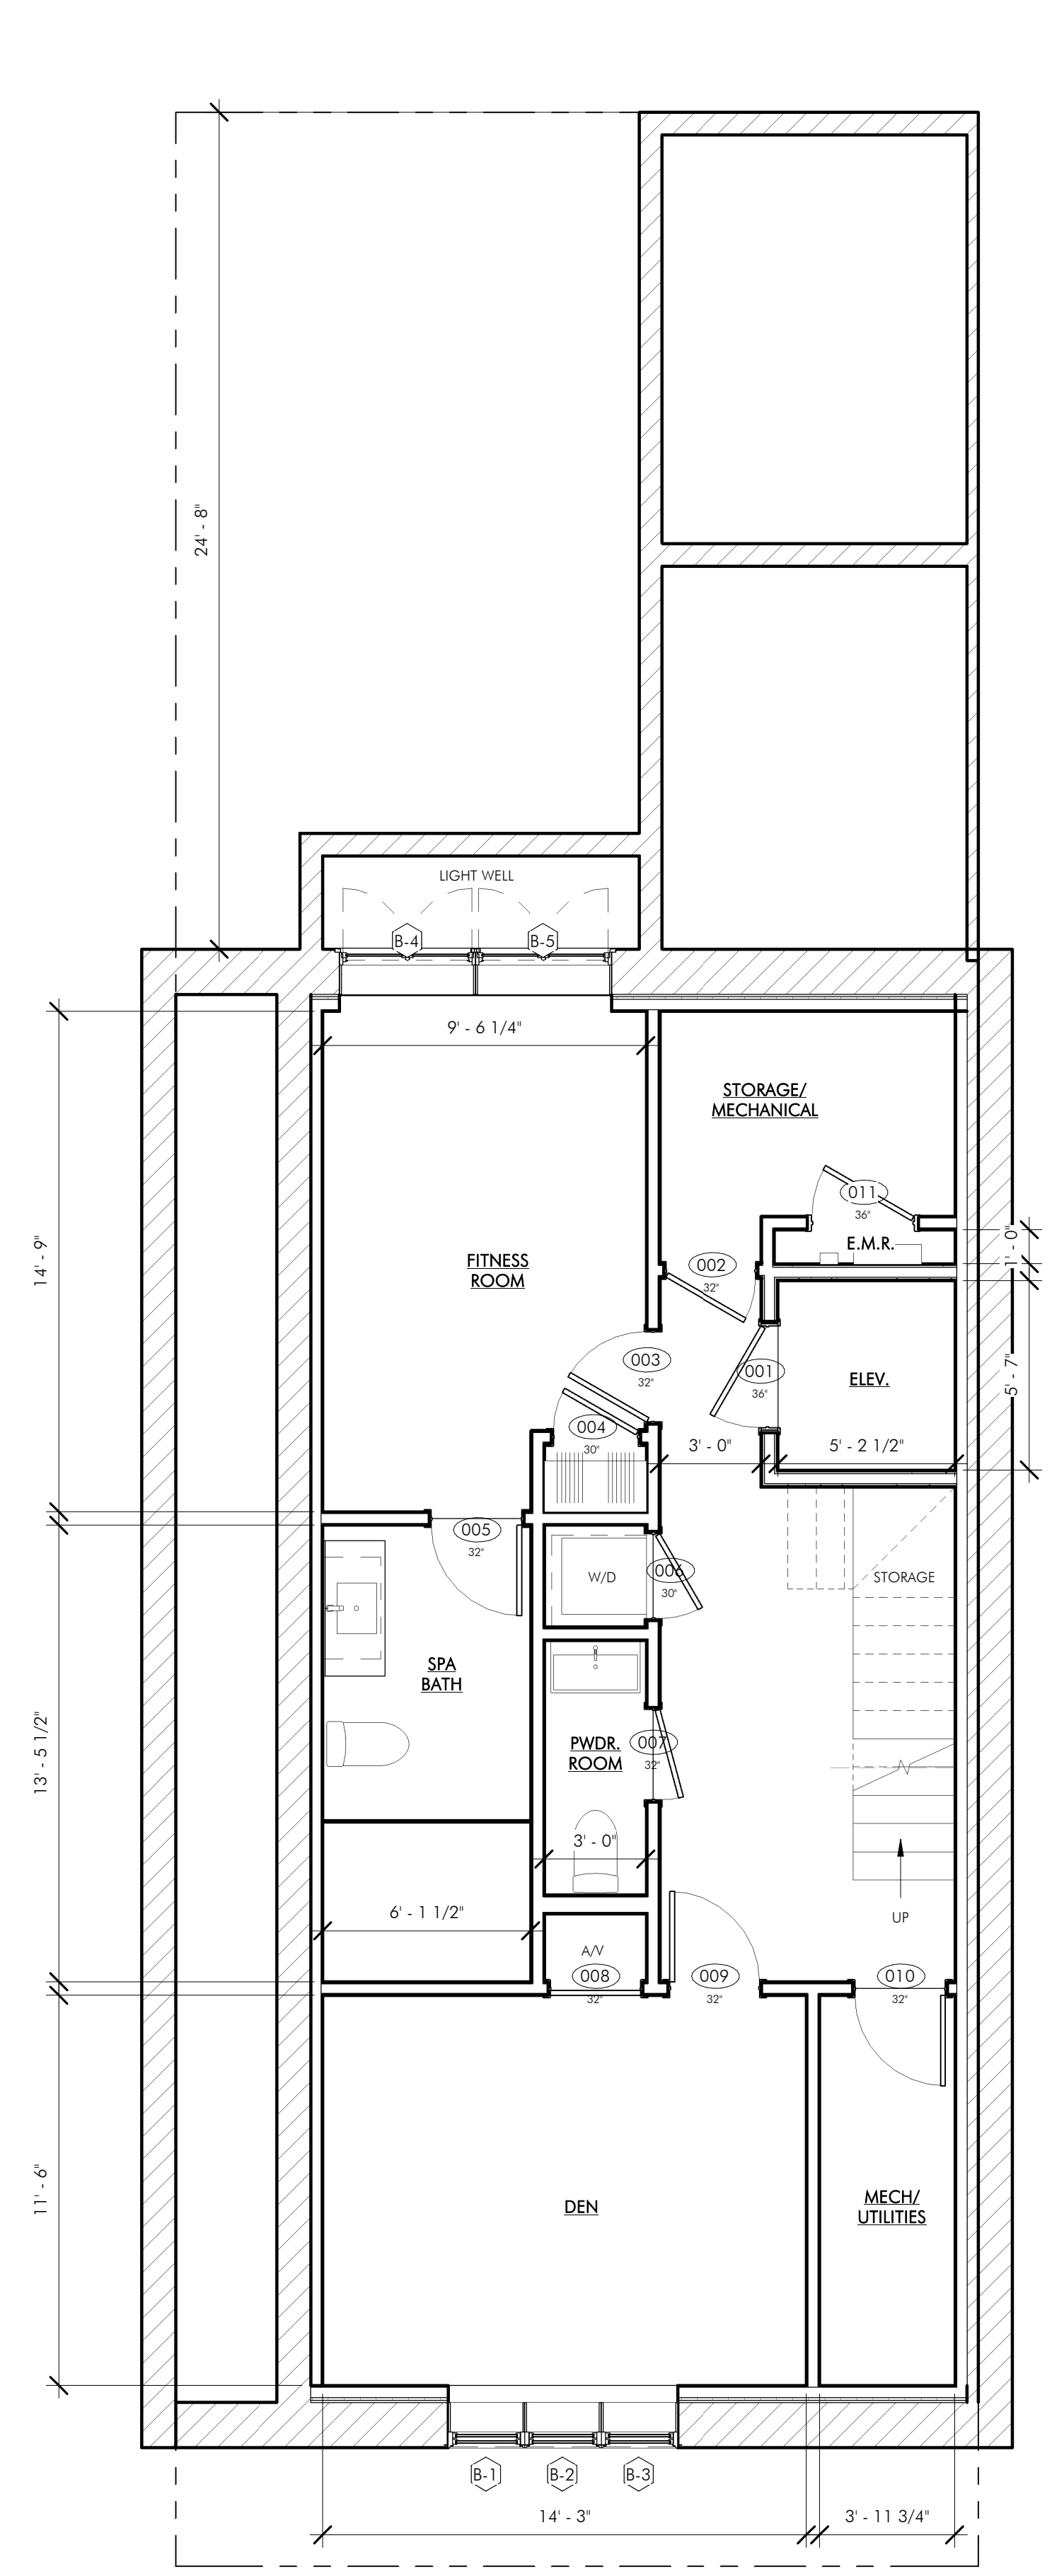 24' - 8"
LIGHT WELL
B-4
B-5
9' - 6 1/4"
STORAGE/
MECHANICAL
011
36"
E.M.R.
1' - 0"
14' - 9"
FITNESS
ROOM
002
32"
003
32"
001
36"
ELEV.
5' - 7"
004
30"
3' - 0"
5' - 2 1/2"
005
32"
W/D
006
30"
STORAGE
SPA
BATH
13' - 5 1/2"
PWDR.
ROOM
007
32"
3' - 0"
6' - 1 1/2"
UP
A/V
008
32"
009
32"
010
32"
11' - 6"
DEN
MECH/
UTILITIES
B-1
B-2
B-3
14' - 3"
3' - 11 3/4"